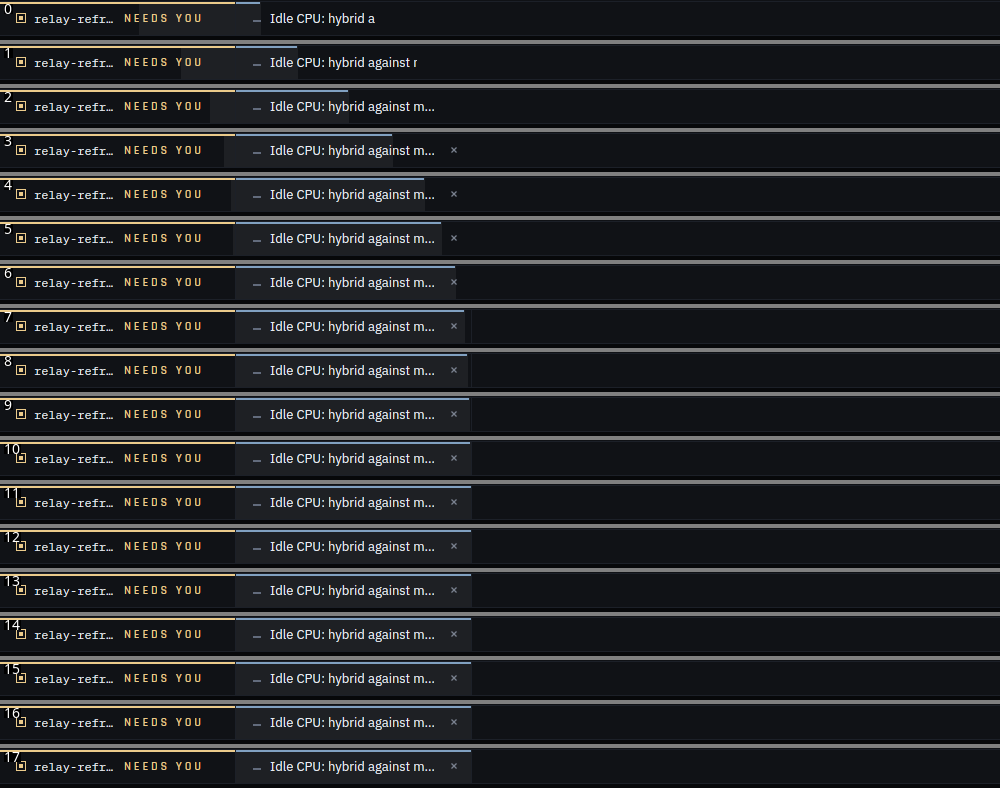 0 relay-refr… NEEDS YOU — Idle CPU: hybrid a
1 relay-refr… NEEDS YOU — Idle CPU: hybrid against r
2 relay-refr… NEEDS YOU — Idle CPU: hybrid against m...
3 relay-refr… NEEDS YOU — Idle CPU: hybrid against m... ×
4 relay-refr… NEEDS YOU — Idle CPU: hybrid against m... ×
5 relay-refr… NEEDS YOU — Idle CPU: hybrid against m... ×
6 relay-refr… NEEDS YOU — Idle CPU: hybrid against m... ×
7 relay-refr… NEEDS YOU — Idle CPU: hybrid against m... ×
8 relay-refr… NEEDS YOU — Idle CPU: hybrid against m... ×
9 relay-refr… NEEDS YOU — Idle CPU: hybrid against m... ×
10 relay-refr… NEEDS YOU — Idle CPU: hybrid against m... ×
11 relay-refr… NEEDS YOU — Idle CPU: hybrid against m... ×
12 relay-refr… NEEDS YOU — Idle CPU: hybrid against m... ×
13 relay-refr… NEEDS YOU — Idle CPU: hybrid against m... ×
14 relay-refr… NEEDS YOU — Idle CPU: hybrid against m... ×
15 relay-refr… NEEDS YOU — Idle CPU: hybrid against m... ×
16 relay-refr… NEEDS YOU — Idle CPU: hybrid against m... ×
17 relay-refr… NEEDS YOU — Idle CPU: hybrid against m... ×